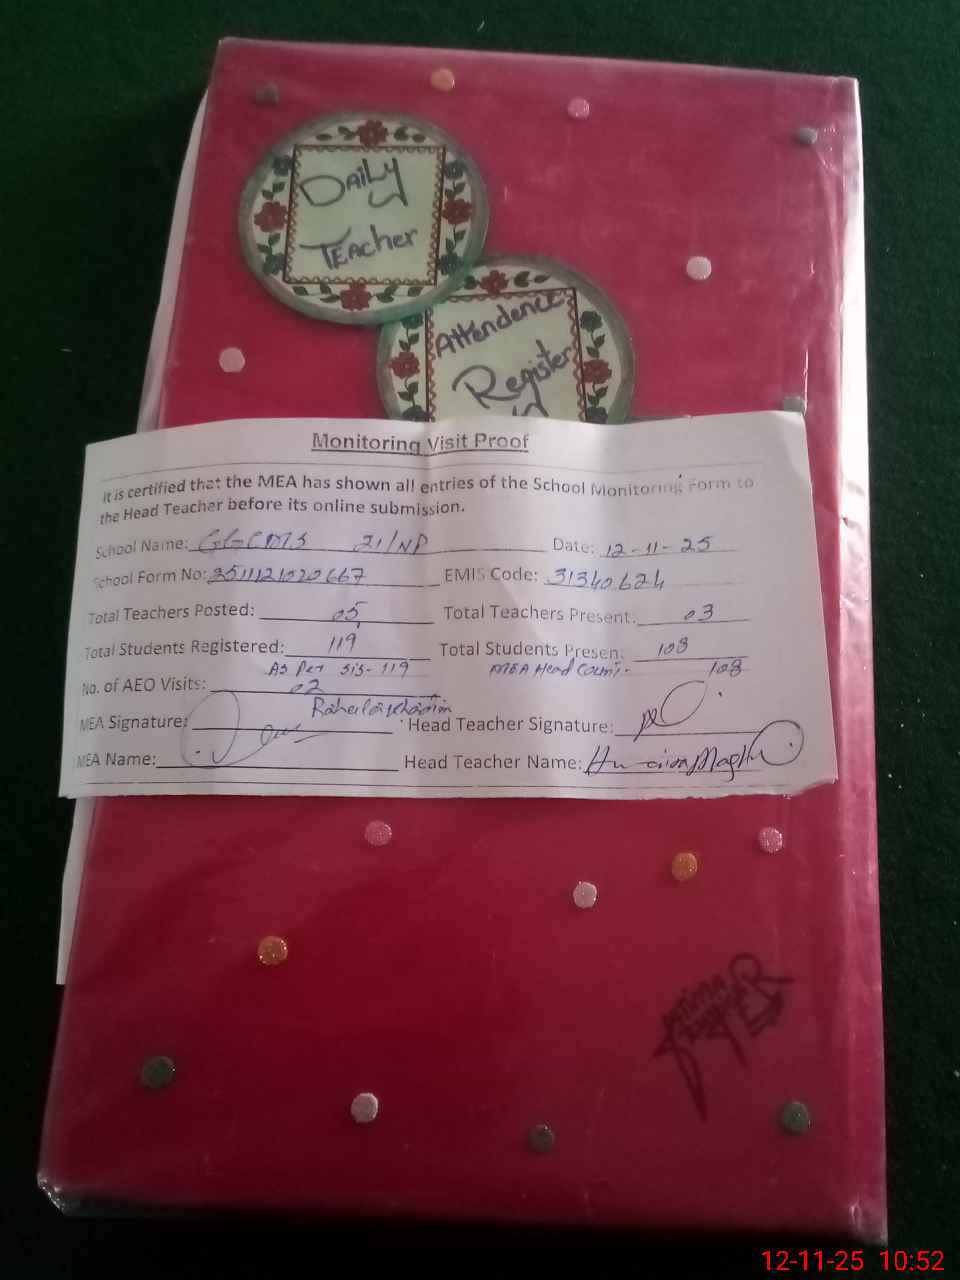 Daily
Teacher
Attendence
Register
Monitoring Visit Proof
It is certified that the MEA has shown all entries of the School Monitoring Form to
the Head Teacher before its online submission.
School Name: GGCMS 21/NP Date: 12-11-25
School Form No: EMIS Code: 31340624
Total Teachers Posted: 05 Total Teachers Present: 03
Total Students Registered: 119 Total Students Present: 108
As Per SIS-119 MEA Head Count. 108
No. of AEO Visits: 02
MEA Signature: Head Teacher Signature:
MEA Name: Head Teacher Name:
12-11-25 10:52